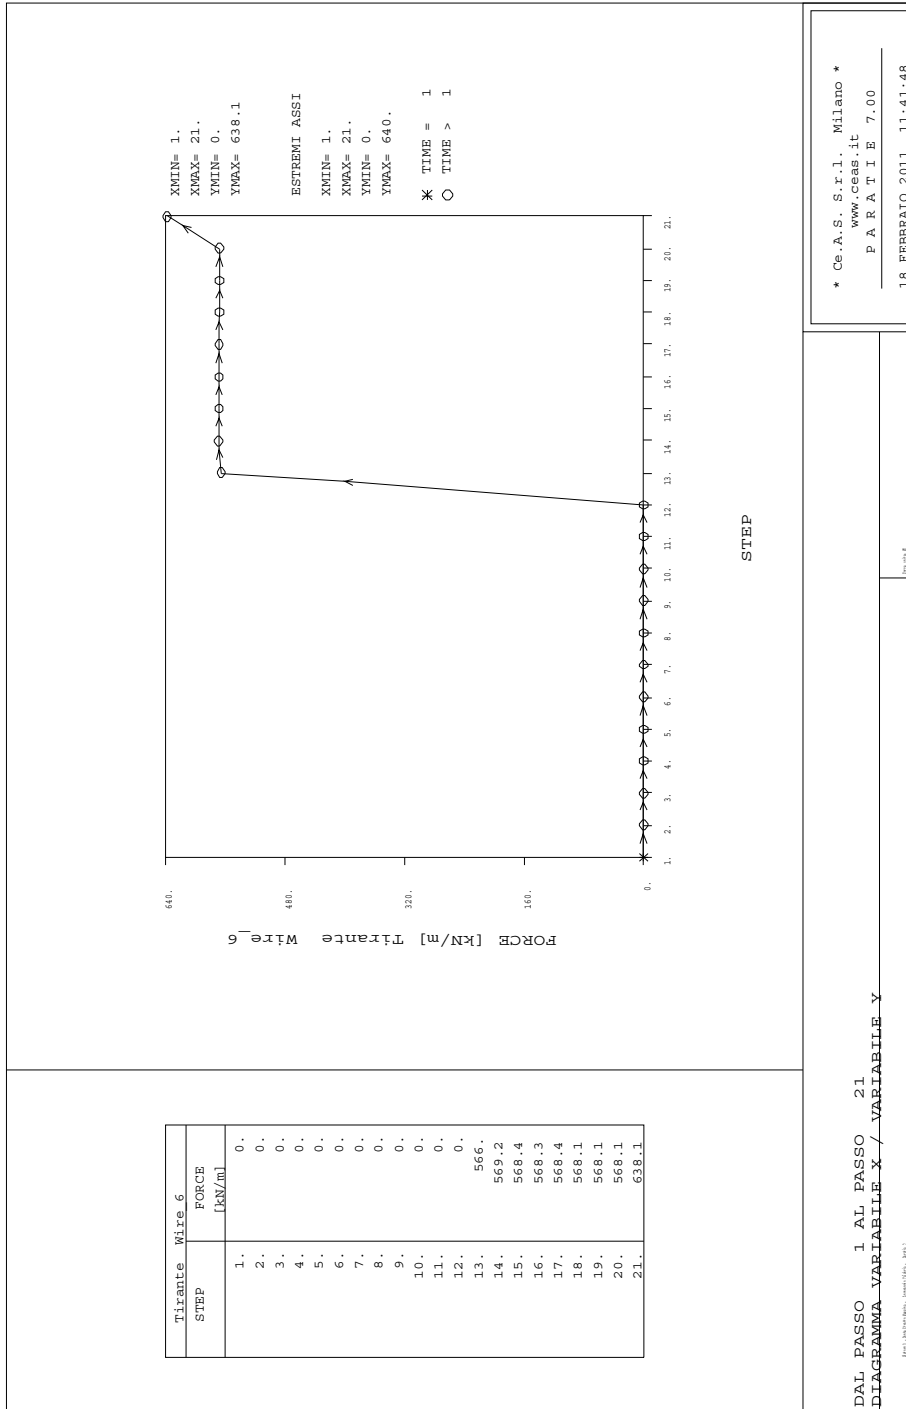 Tirante Wire_6
STEP FORCE
[kN/m]
1. 0.
2. 0.
3. 0.
4. 0.
5. 0.
6. 0.
7. 0.
8. 0.
9. 0.
10. 0.
11. 0.
12. 0.
13. 566.
14. 569.2
15. 568.4
16. 568.3
17. 568.4
18. 568.1
19. 568.1
20. 568.1
21. 638.1
FORCE [kN/m] Tirante Wire_6
640.
480.
320.
160.
0.
1. 2. 3. 4. 5. 6. 7. 8. 9. 10. 11. 12. 13. 14. 15. 16. 17. 18. 19. 20. 21.
STEP
XMIN= 1.
XMAX= 21.
YMIN= 0.
YMAX= 638.1
ESTREMI ASSI
XMIN= 1.
XMAX= 21.
YMIN= 0.
YMAX= 640.
TIME = 1
TIME > 1
DAL PASSO 1 AL PASSO 21
DIAGRAMMA VARIABILE X / VARIABILE Y
* Ce.A.S. S.r.l. Milano *
www.ceas.it
P A R A T I E 7.00
18 FEBBRAIO 2011 11:41:48